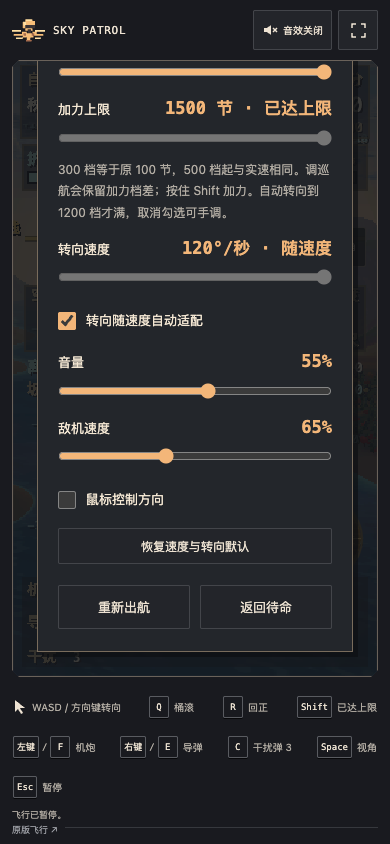 SKY PATROL
音效关闭
加力上限 1500 节 · 已达上限
300 档等于原 100 节，500 档起与实速相同。调巡
航会保留加力档差；按住 Shift 加力。自动转向到
1200 档才满，取消勾选可手调。
转向速度 120°/秒 · 随速度
转向随速度自动适配
音量 55%
敌机速度 65%
鼠标控制方向
恢复速度与转向默认
重新出航 返回待命
干扰 3
WASD / 方向键转向 Q 桶滚 R 回正 Shift 已达上限
左键 / F 机炮 右键 / E 导弹 C 干扰弹 3 Space 视角
Esc 暂停
飞行已暂停。
原版飞行 ↗